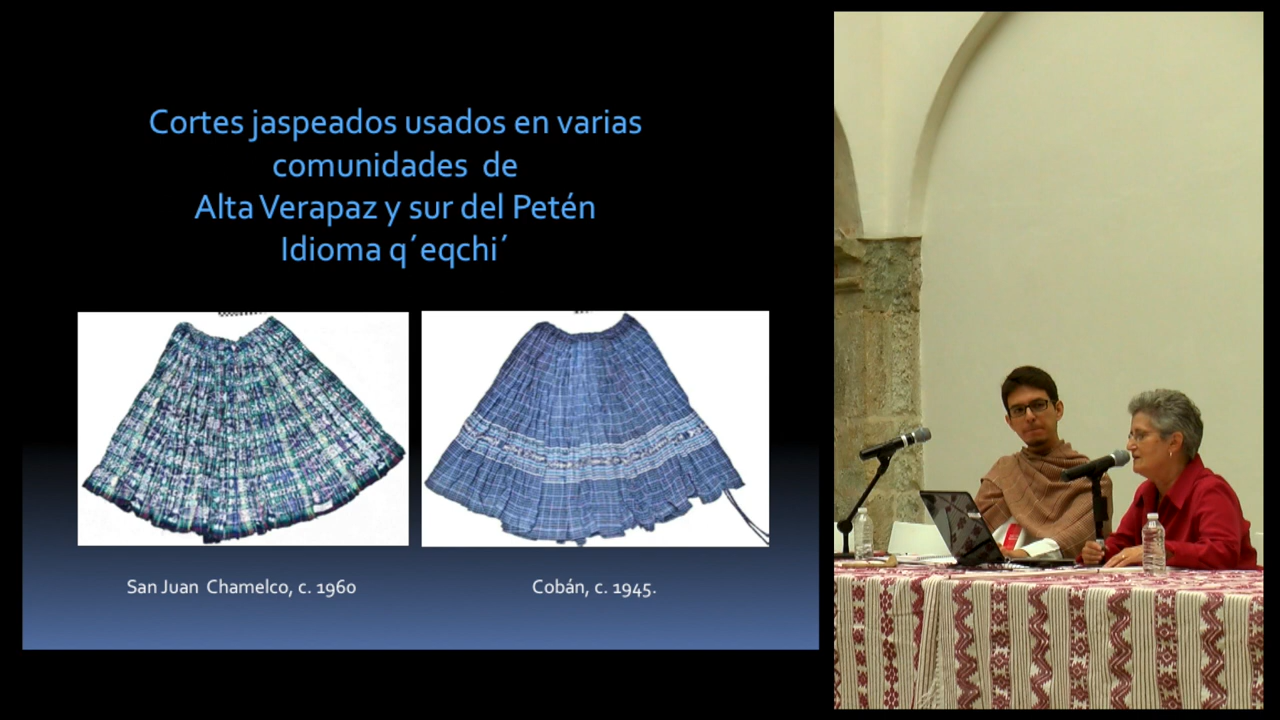 Cortes jaspeados usados en varias
comunidades de
Alta Verapaz y sur del Petén
Idioma q´eqchi´
San Juan Chamelco, c. 1960
Cobán, c. 1945.